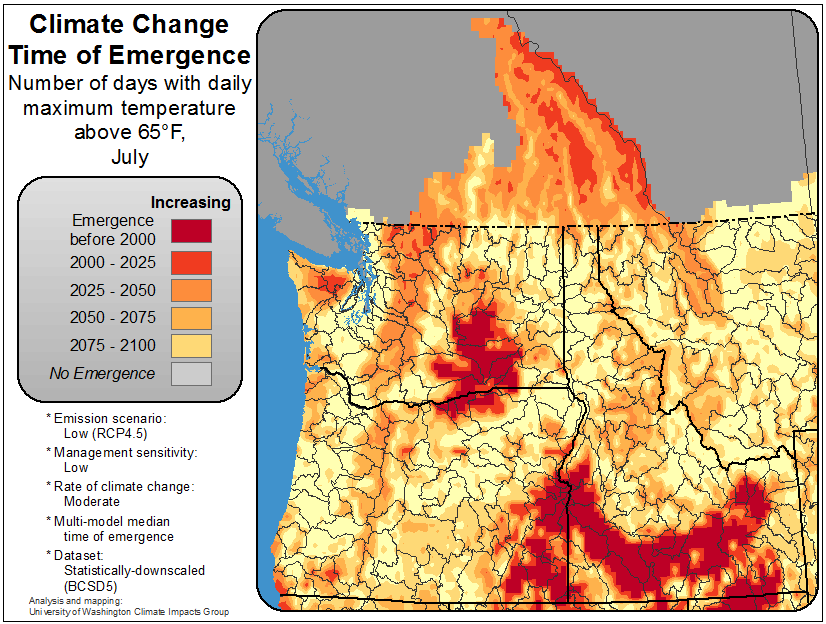 Climate Change
Time of Emergence
Number of days with daily
maximum temperature
above 65°F,
July
Increasing
Emergence
before 2000
2000 - 2025
2025 - 2050
2050 - 2075
2075 - 2100
No Emergence
* Emission scenario:
Low (RCP4.5)
* Management sensitivity:
Low
* Rate of climate change:
Moderate
* Multi-model median
time of emergence
* Dataset:
Statistically-downscaled
(BCSD5)
Analysis and mapping:
University of Washington Climate Impacts Group